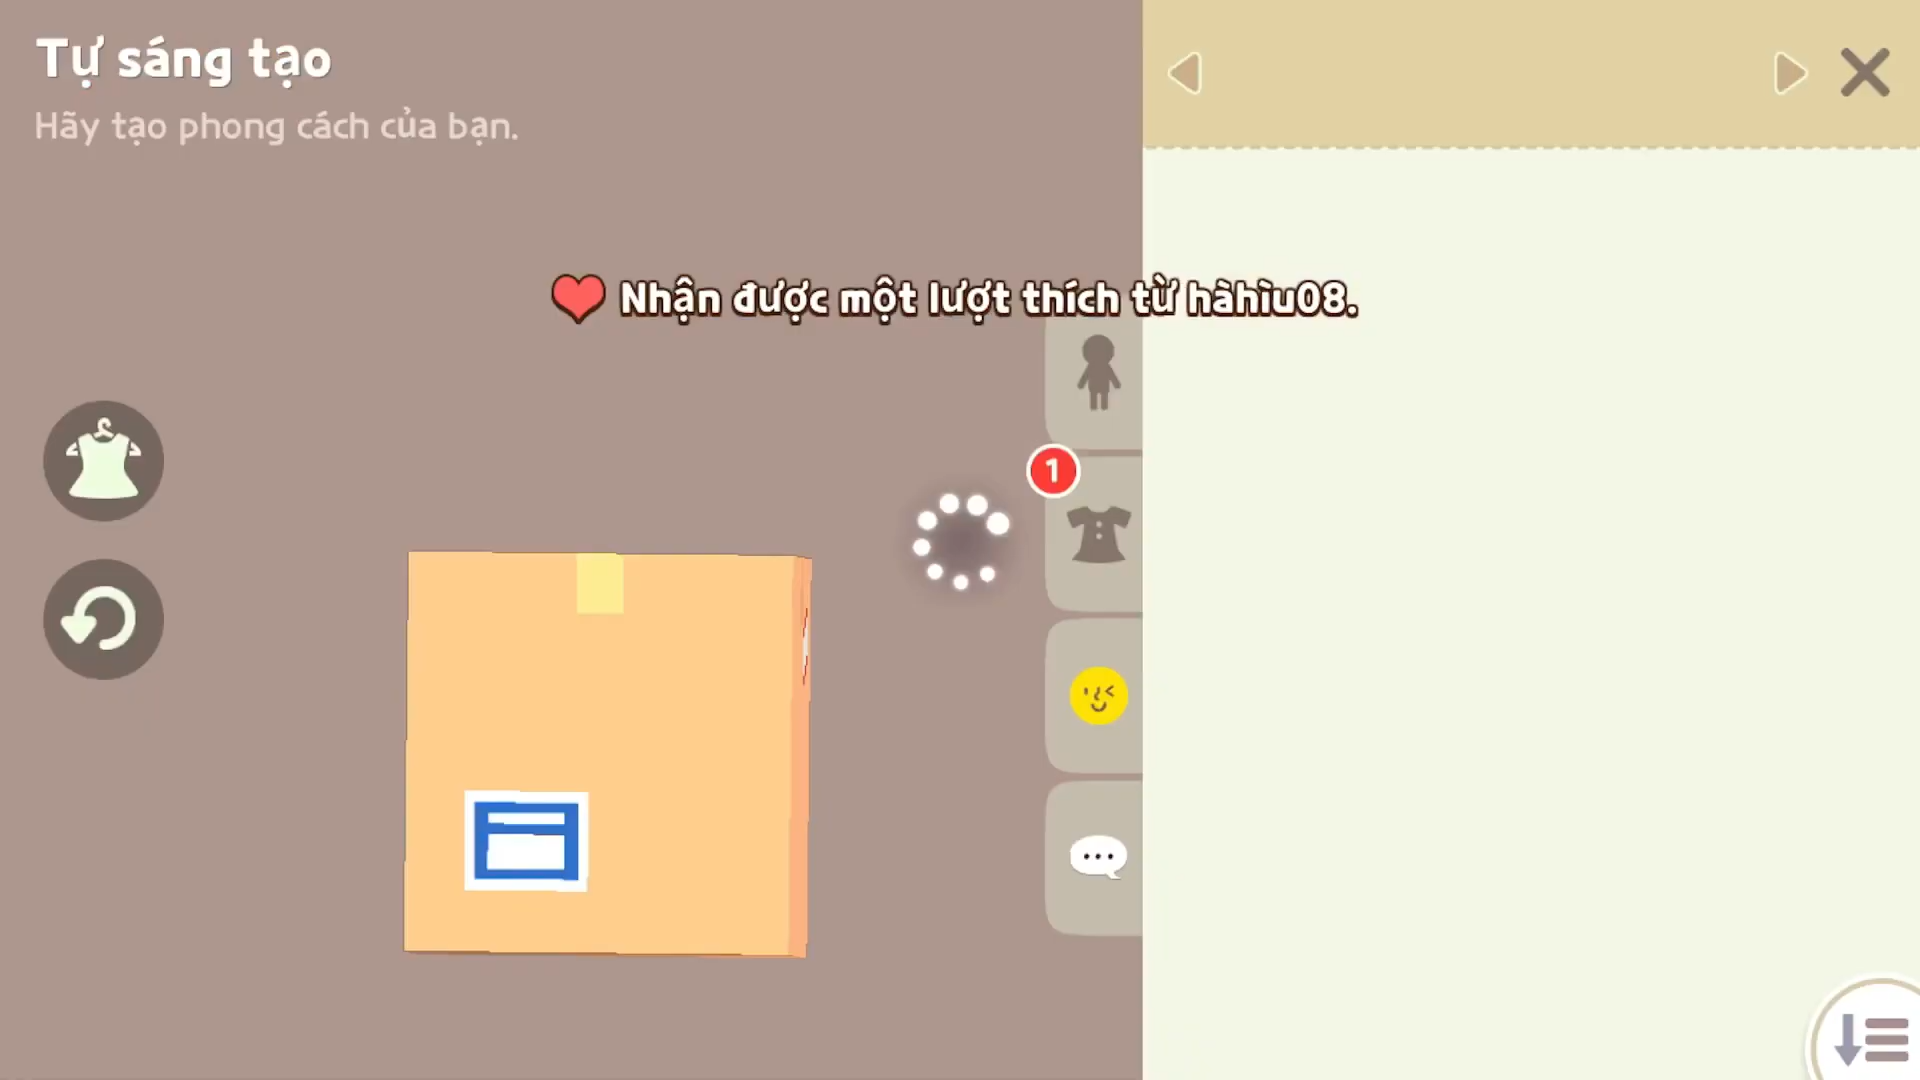 Tự sáng tạo
Hãy tạo phong cách của bạn.
Nhận được một lượt thích từ hàhìu08.
1